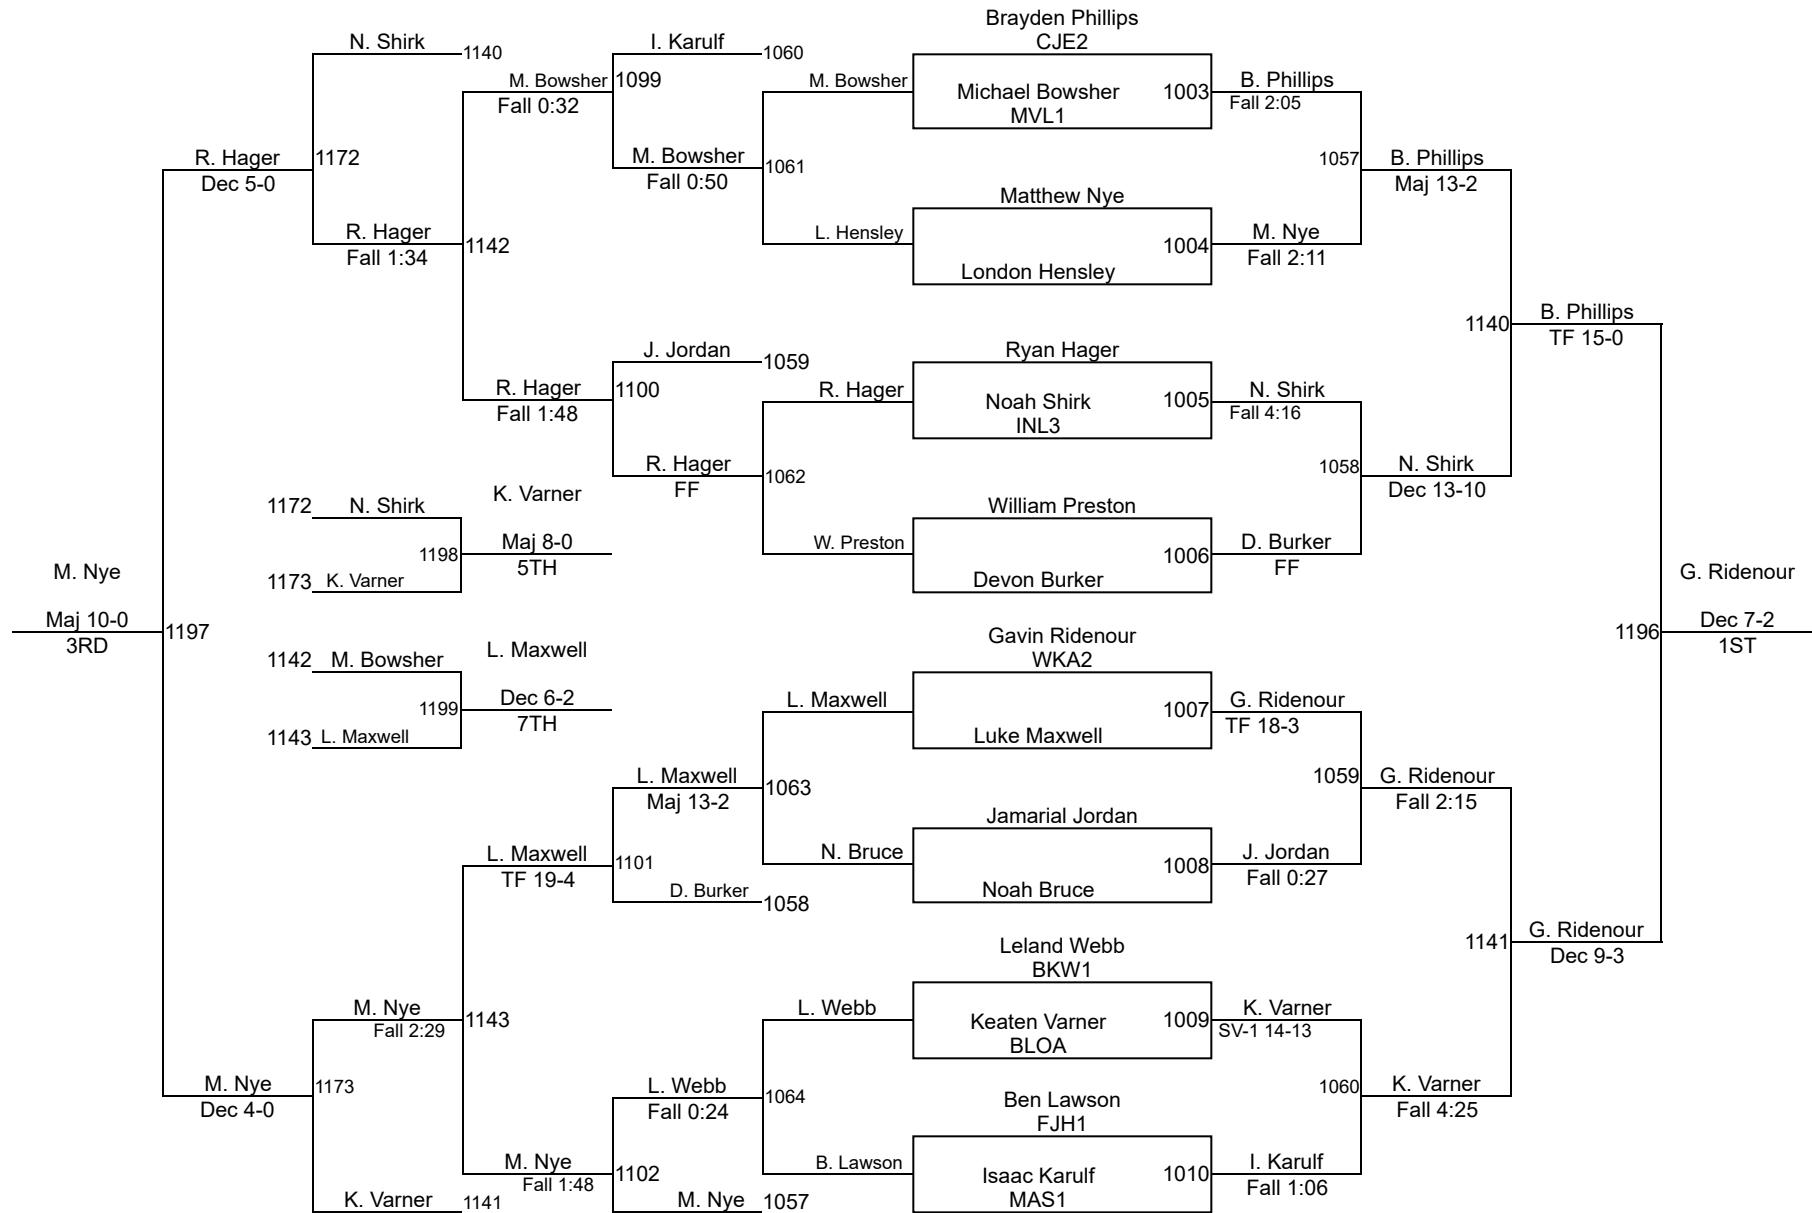 Brayden Phillips
CJE2
N. Shirk
1140
I. Karulf
1060
M. Bowsher
1099
Fall 0:32
M. Bowsher
Michael Bowsher
1003
MVL1
B. Phillips
Fall 2:05
R. Hager
1172
Dec 5-0
M. Bowsher
1061
Fall 0:50
1057
B. Phillips
Maj 13-2
Matthew Nye
R. Hager
1142
Fall 1:34
L. Hensley
1004
M. Nye
Fall 2:11
London Hensley
1140
B. Phillips
TF 15-0
J. Jordan
1059
Ryan Hager
R. Hager
1100
Fall 1:48
R. Hager
Noah Shirk
1005
INL3
N. Shirk
Fall 4:16
R. Hager
1062
FF
1058
N. Shirk
Dec 13-10
1172
N. Shirk
K. Varner
William Preston
1198
Maj 8-0
5TH
W. Preston
1006
D. Burker
FF
1173
K. Varner
Devon Burker
M. Nye
G. Ridenour
Maj 10-0
1197
3RD
1196
Dec 7-2
1ST
Gavin Ridenour
WKA2
1142
M. Bowsher
L. Maxwell
1199
Dec 6-2
7TH
L. Maxwell
1007
G. Ridenour
TF 18-3
1143
L. Maxwell
Luke Maxwell
L. Maxwell
1063
Maj 13-2
1059
G. Ridenour
Fall 2:15
Jamarial Jordan
L. Maxwell
1101
TF 19-4
N. Bruce
1008
J. Jordan
Fall 0:27
D. Burker
1058
Noah Bruce
1141
G. Ridenour
Dec 9-3
Leland Webb
BKW1
M. Nye
1143
Fall 2:29
L. Webb
Keaten Varner
1009
BLOA
K. Varner
SV-1 14-13
M. Nye
1173
Dec 4-0
L. Webb
1064
Fall 0:24
1060
K. Varner
Fall 4:25
Ben Lawson
FJH1
M. Nye
1102
Fall 1:48
B. Lawson
Isaac Karulf
1010
MAS1
I. Karulf
Fall 1:06
K. Varner
1141
M. Nye
1057